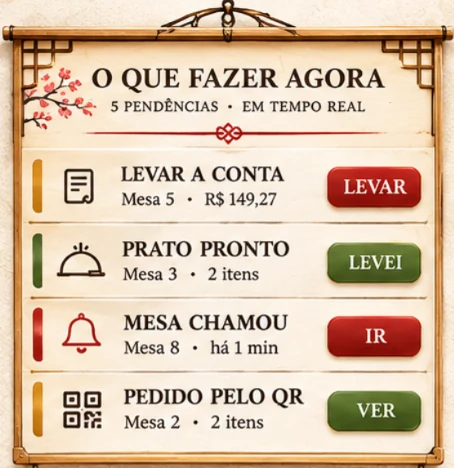 O QUE FAZER AGORA
5 PENDÊNCIAS • EM TEMPO REAL
LEVAR A CONTA
Mesa 5 • R$ 149,27
LEVAR
PRATO PRONTO
Mesa 3 • 2 itens
LEVEI
MESA CHAMOU
Mesa 8 • há 1 min
IR
PEDIDO PELO QR
Mesa 2 • 2 itens
VER